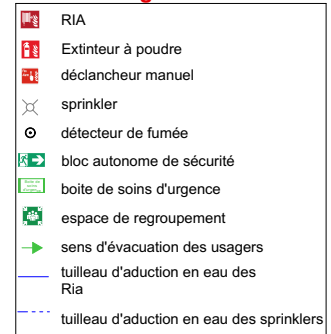 RIA
Extinteur à poudre
déclancheur manuel
sprinkler
détecteur de fumée
bloc autonome de sécurité
boite de soins d'urgence
espace de regroupement
sens d'évacuation des usagers
tuilleau d'aduction en eau des
Ria
tuilleau d'aduction en eau des sprinklers